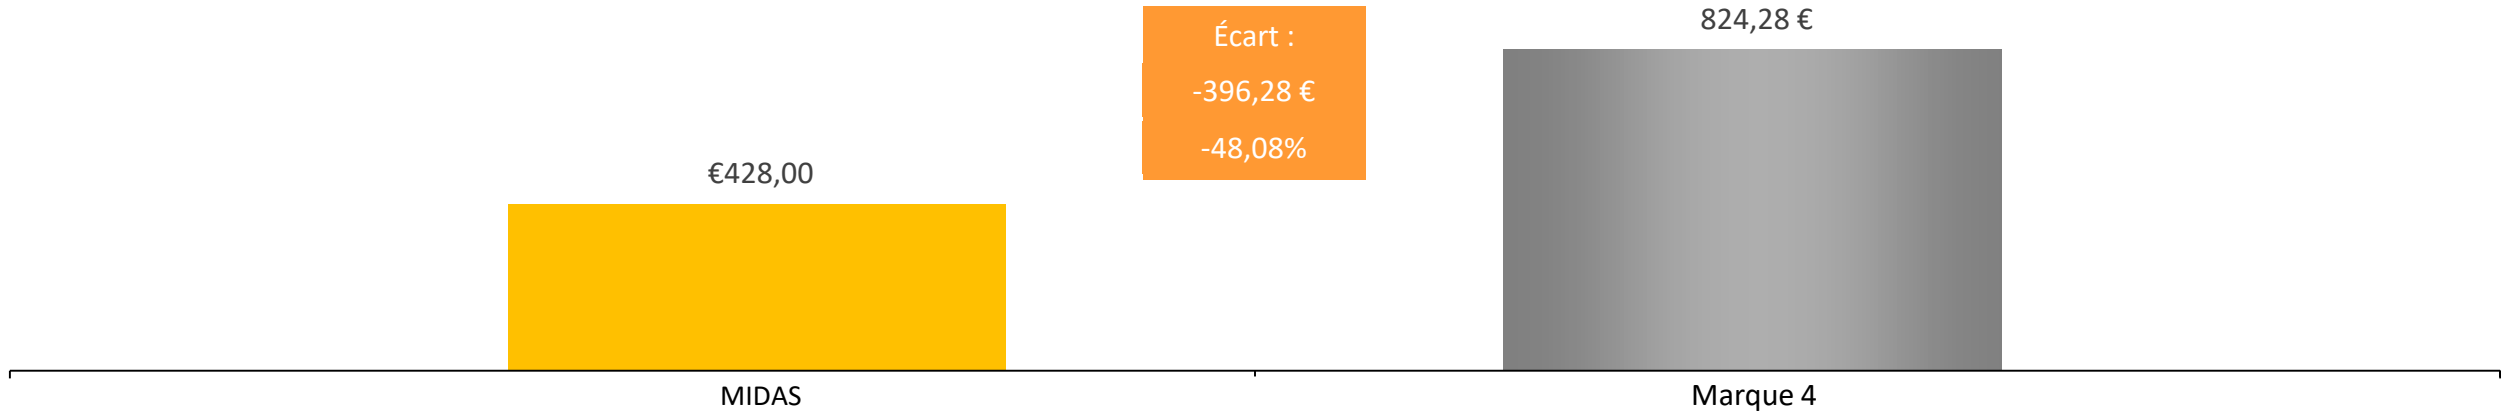 Écart :
-396,28 €
-48,08%
824,28 €
€428,00
MIDAS
Marque 4